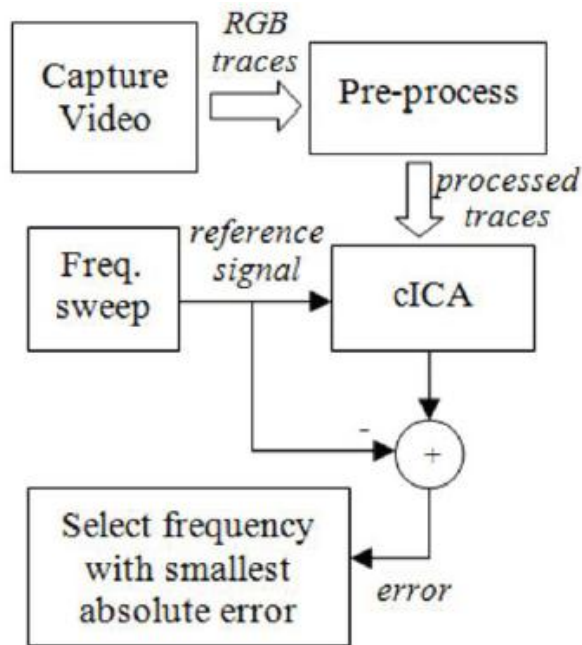 Capture
Video
RGB
traces
Pre-process
processed
traces
Freq.
sweep
reference
signal
cICA
-
+
Select frequency
with smallest
absolute error
error